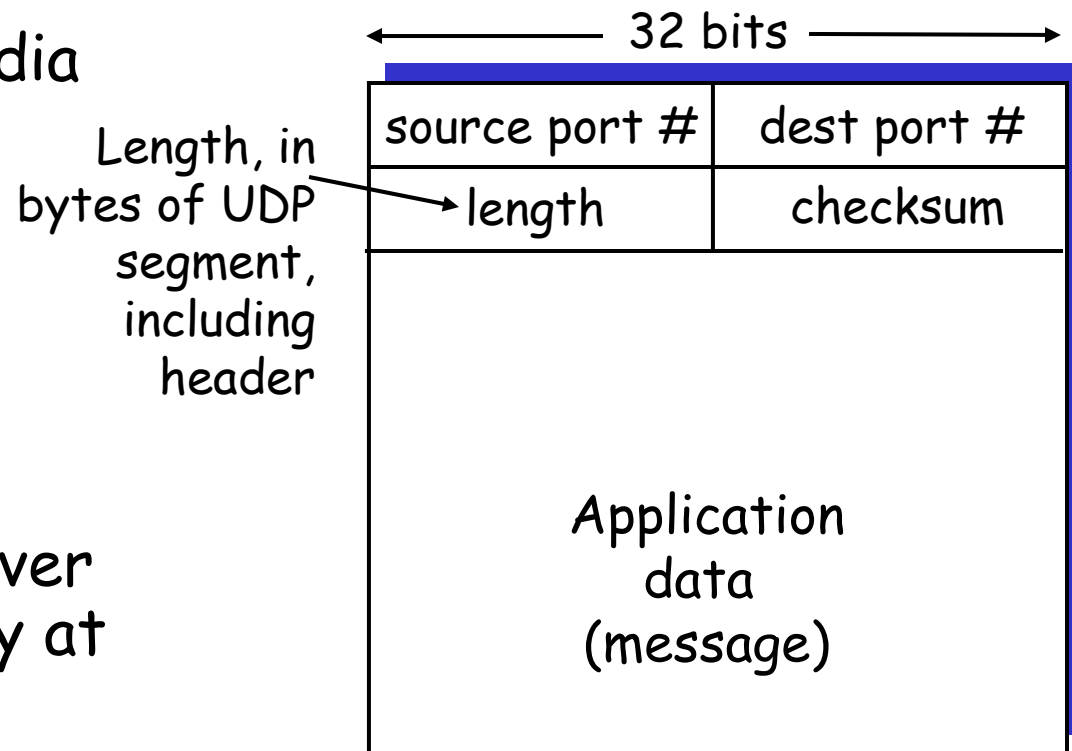 dia
Length, in
bytes of UDP
segment,
including
header
ver
y at
32 bits
source port # dest port #
length checksum
Application
data
(message)